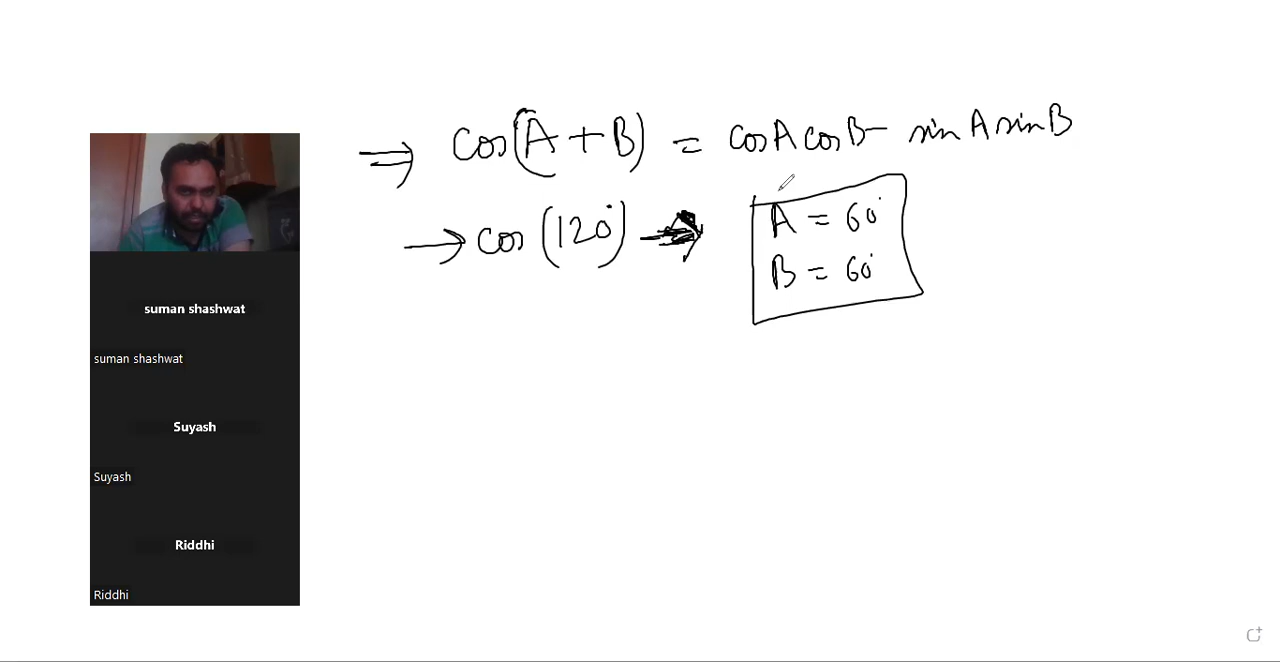 suman shashwat
suman shashwat
Suyash
Suyash
Riddhi
Riddhi
⇒ cos(A + B) = cosA cosB - sinA sinB
→ cos (120°) →
A = 60°
B = 60°